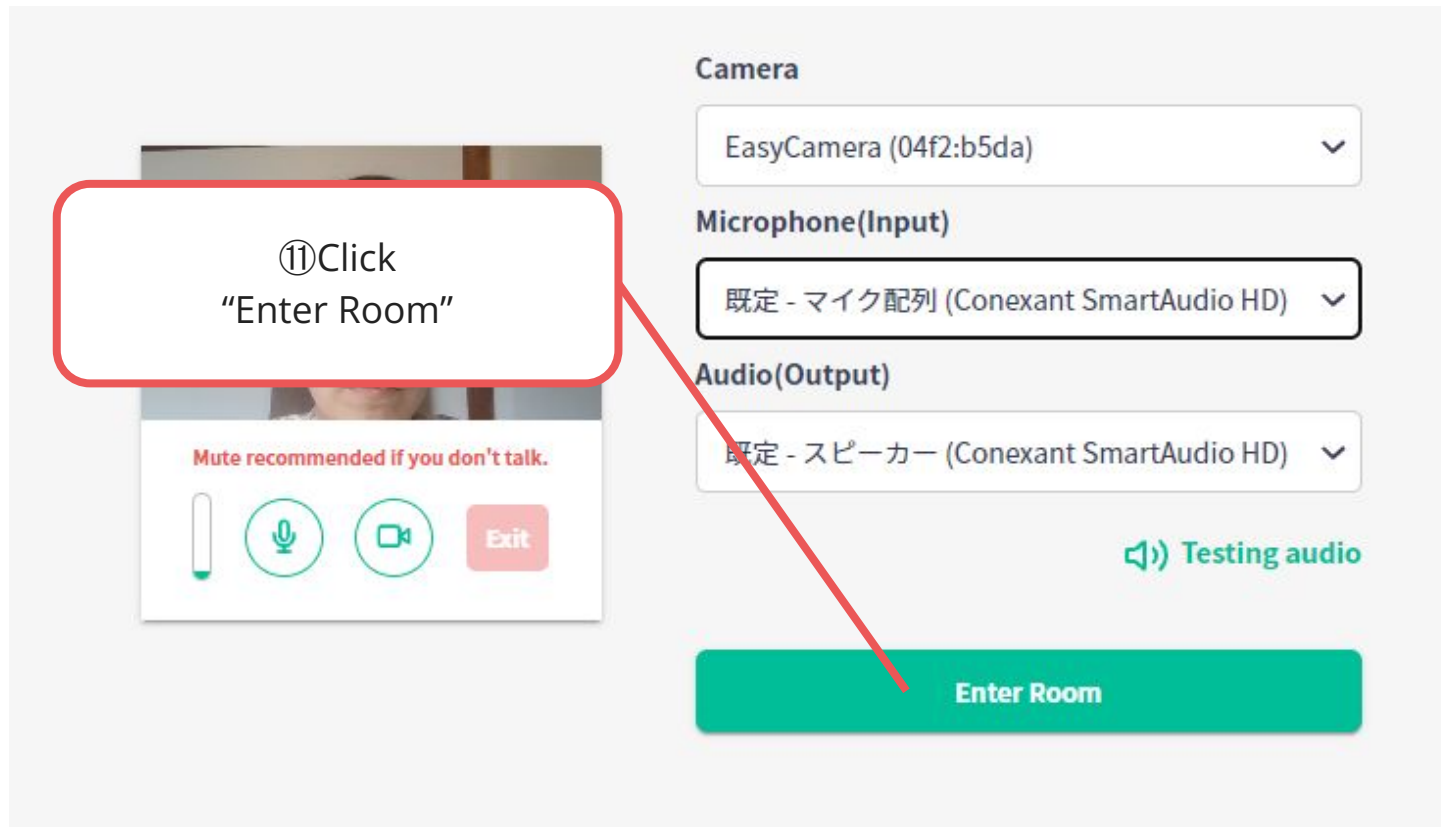 Camera
EasyCamera (04f2:b5da)
Microphone(Input)
既定 - マイク配列 (Conexant SmartAudio HD)
Audio(Output)
既定 - スピーカー (Conexant SmartAudio HD)
Testing audio
Enter Room
⑪Click
“Enter Room”
Mute recommended if you don't talk.
Exit